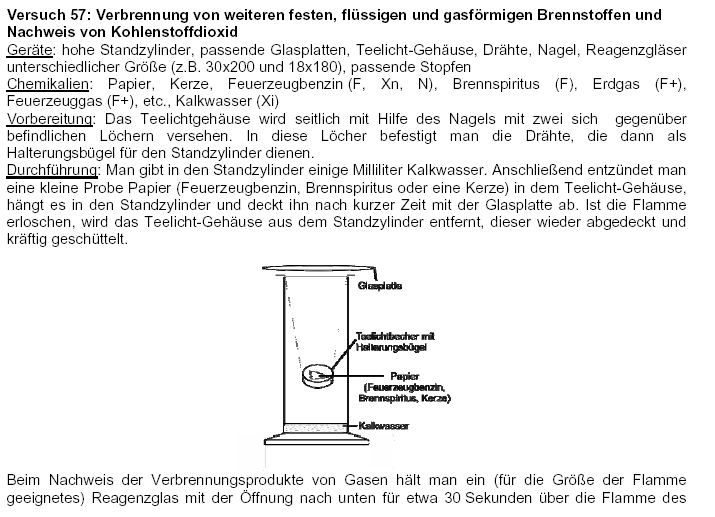 Versuch 57: Verbrennung von weiteren festen, flüssigen und gasförmigen Brennstoffen und
Nachweis von Kohlenstoffdioxid
Geräte: hohe Standzylinder, passende Glasplatten, Teelicht-Gehäuse, Drähte, Nagel, Reagenzgläser
unterschiedlicher Größe (z.B. 30x200 und 18x180), passende Stopfen
Chemikalien: Papier, Kerze, Feuerzeugbenzin (F, Xn, N), Brennspiritus (F), Erdgas (F+),
Feuerzeuggas (F+), etc., Kalkwasser (Xi)
Vorbereitung: Das Teelichtgehäuse wird seitlich mit Hilfe des Nagels mit zwei sich gegenüber
befindlichen Löchern versehen. In diese Löcher befestigt man die Drähte, die dann als
Halterungsbügel für den Standzylinder dienen.
Durchführung: Man gibt in den Standzylinder einige Milliliter Kalkwasser. Anschließend entzündet man
eine kleine Probe Papier (Feuerzeugbenzin, Brennspiritus oder eine Kerze) in dem Teelicht-Gehäuse,
hängt es in den Standzylinder und deckt ihn nach kurzer Zeit mit der Glasplatte ab. Ist die Flamme
erloschen, wird das Teelicht-Gehäuse aus dem Standzylinder entfernt, dieser wieder abgedeckt und
kräftig geschüttelt.
Glasplatte
Teelichtbecher mit
Halterungsbügel
Papier
(Feuerzeugbenzin,
Brennspiritus, Kerze)
Kalkwasser
Beim Nachweis der Verbrennungsprodukte von Gasen hält man ein (für die Größe der Flamme
geeignetes) Reagenzglas mit der Öffnung nach unten für etwa 30 Sekunden über die Flamme des